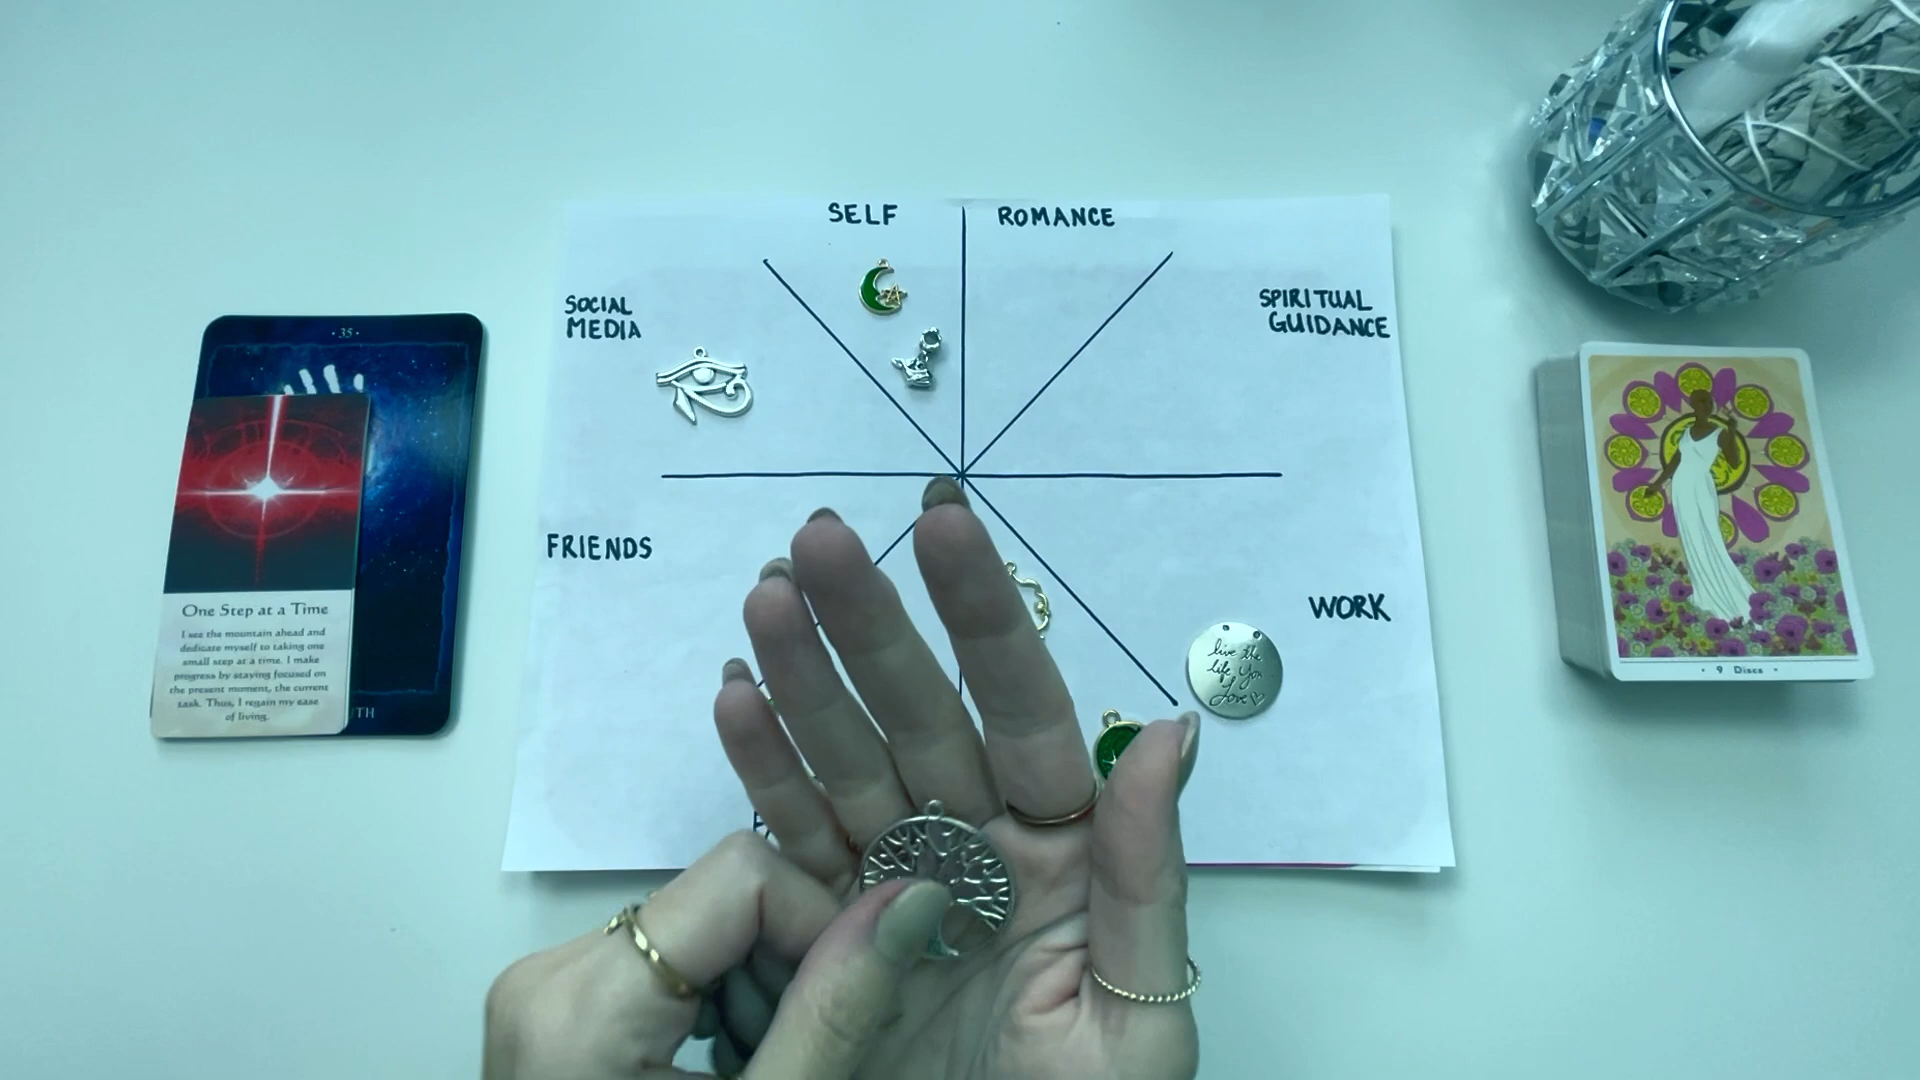 SELF
ROMANCE
SOCIAL
MEDIA
SPIRITUAL
GUIDANCE
FRIENDS
WORK
live the
life you
love
· 35 ·
One Step at a Time
I see the mountain ahead and
dedicate myself to taking one
small step at a time. I make
progress by staying focused on
the present moment, the current
task. Thus, I regain my ease
of living.
· 9 Discs ·